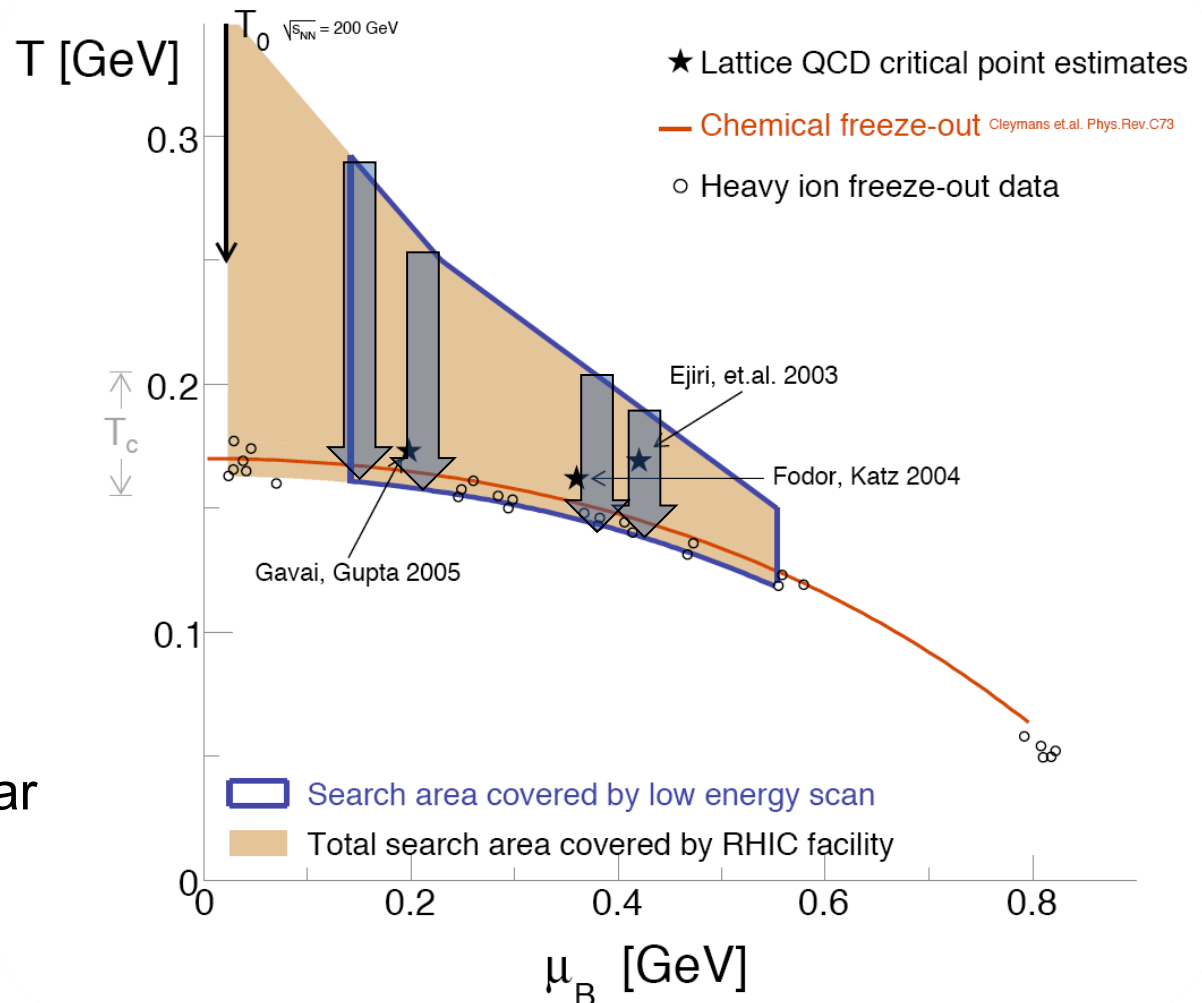 T₀ √sNN = 200 GeV
T [GeV]
★ Lattice QCD critical point estimates
Chemical freeze-out Cleymans et.al. Phys.Rev.C73
Heavy ion freeze-out data
0.3
Ejiri, et.al. 2003
0.2
Tc
Fodor, Katz 2004
Gavai, Gupta 2005
0.1
ar
Search area covered by low energy scan
Total search area covered by RHIC facility
0
0 0.2 0.4 0.6 0.8
μB [GeV]